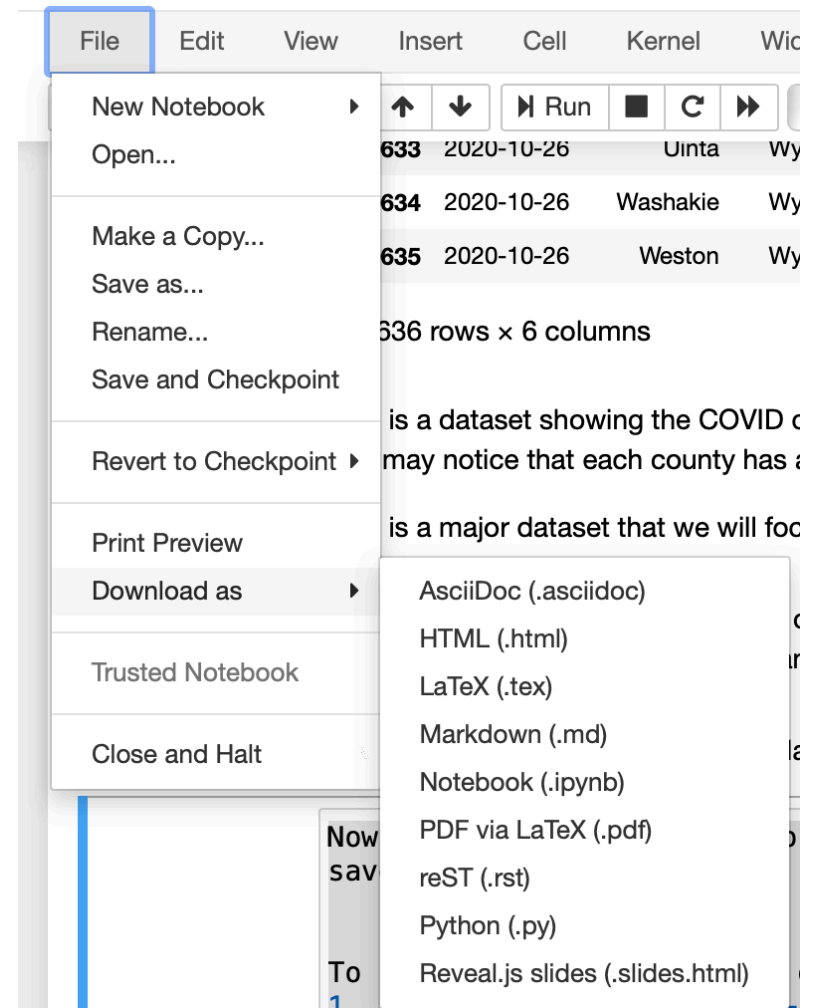 File Edit View Insert Cell Kernel
New Notebook
Run
Open...
633 2020-10-26 Uinta Wy
634 2020-10-26 Washakie Wy
635 2020-10-26 Weston Wy
Make a Copy...
Save as...
Rename...
Save and Checkpoint
636 rows × 6 columns
is a dataset showing the COVID
may notice that each county has
is a major dataset that we will foc
Revert to Checkpoint
Print Preview
Download as
Trusted Notebook
Close and Halt
AsciiDoc (.asciidoc)
HTML (.html)
LaTeX (.tex)
Markdown (.md)
Notebook (.ipynb)
PDF via LaTeX (.pdf)
reST (.rst)
Python (.py)
Reveal.js slides (.slides.html)
Now
sav
To
1